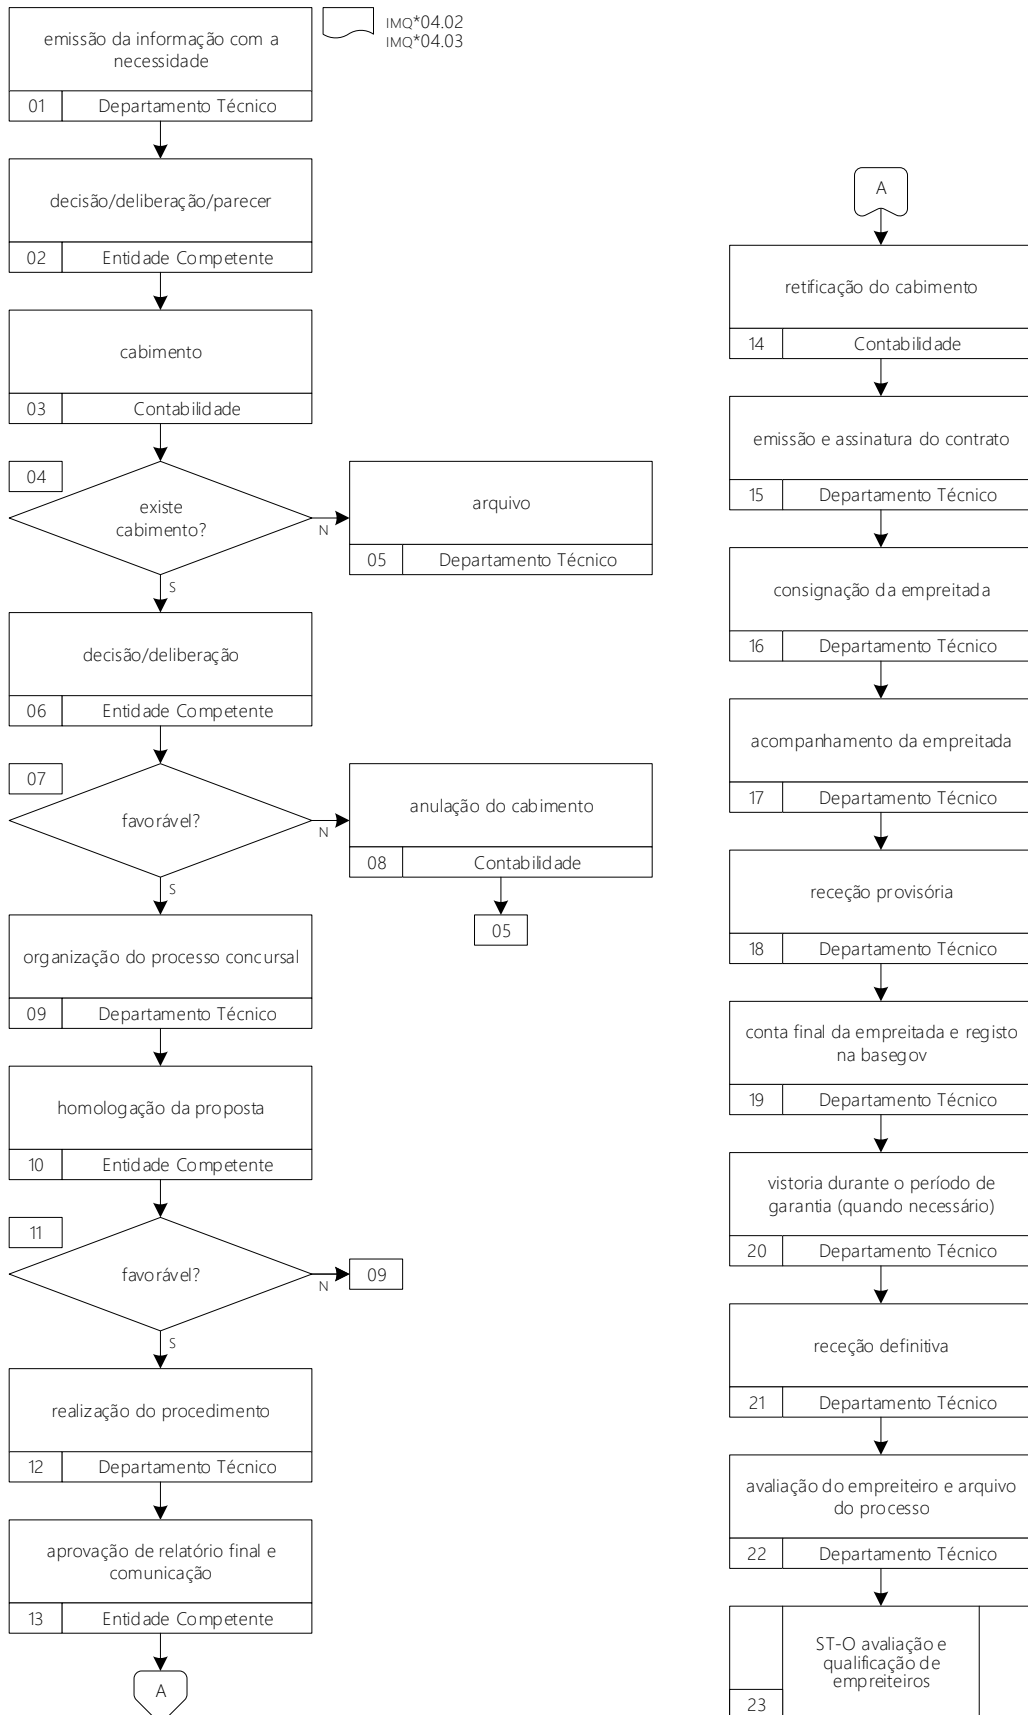 emissão da informação com a
necessidade
01 Departamento Técnico
IMQ*04.02
IMQ*04.03
decisão/deliberação/parecer
02 Entidade Competente
cabimento
03 Contabilidade
04
existe
cabimento?
N
S
arquivo
05 Departamento Técnico
decisão/deliberação
06 Entidade Competente
07
favorável?
N
S
anulação do cabimento
08 Contabilidade
05
organização do processo concursal
09 Departamento Técnico
homologação da proposta
10 Entidade Competente
11
favorável?
N
09
S
realização do procedimento
12 Departamento Técnico
aprovação de relatório final e
comunicação
13 Entidade Competente
A
A
retificação do cabimento
14 Contabilidade
emissão e assinatura do contrato
15 Departamento Técnico
consignação da empreitada
16 Departamento Técnico
acompanhamento da empreitada
17 Departamento Técnico
receção provisória
18 Departamento Técnico
conta final da empreitada e registo
na basegov
19 Departamento Técnico
vistoria durante o período de
garantia (quando necessário)
20 Departamento Técnico
receção definitiva
21 Departamento Técnico
avaliação do empreiteiro e arquivo
do processo
22 Departamento Técnico
ST-O avaliação e
qualificação de
empreiteiros
23